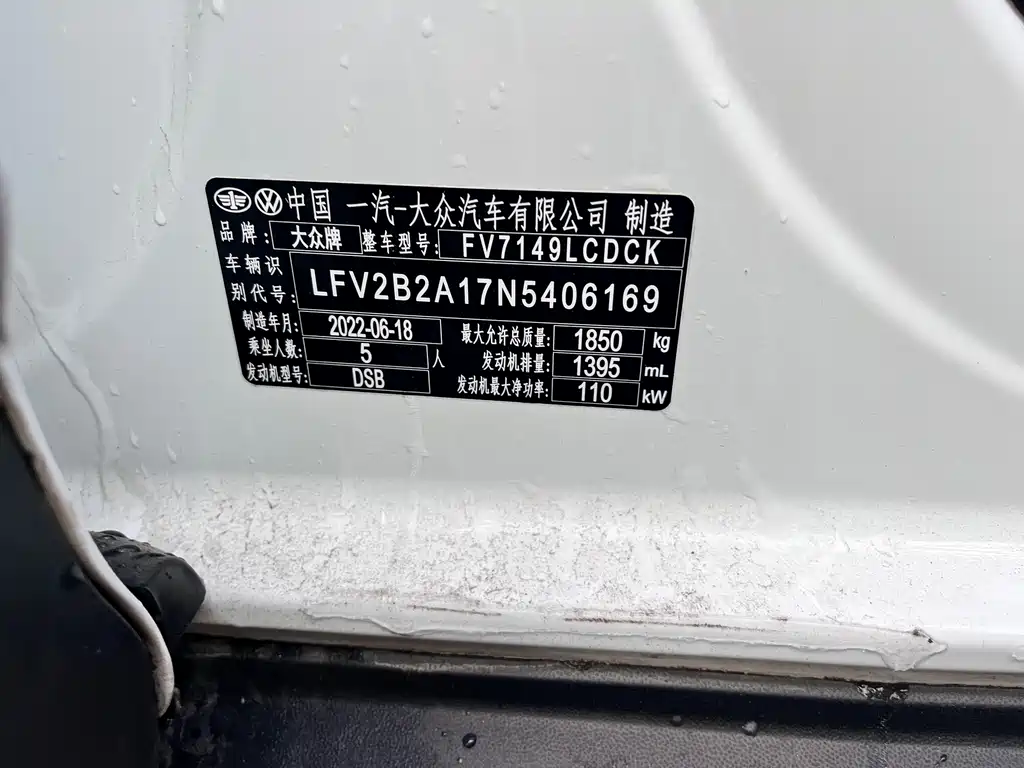 中国 一汽-大众汽车有限公司 制造
品牌: 大众牌 整车型号: FV7149LCDCK
车辆识别代号: LFV2B2A17N5406169
制造年月: 2022-06-18 最大允许总质量: 1850 kg
乘坐人数: 5 人 发动机排量: 1395 mL
发动机型号: DSB 发动机最大净功率: 110 kW